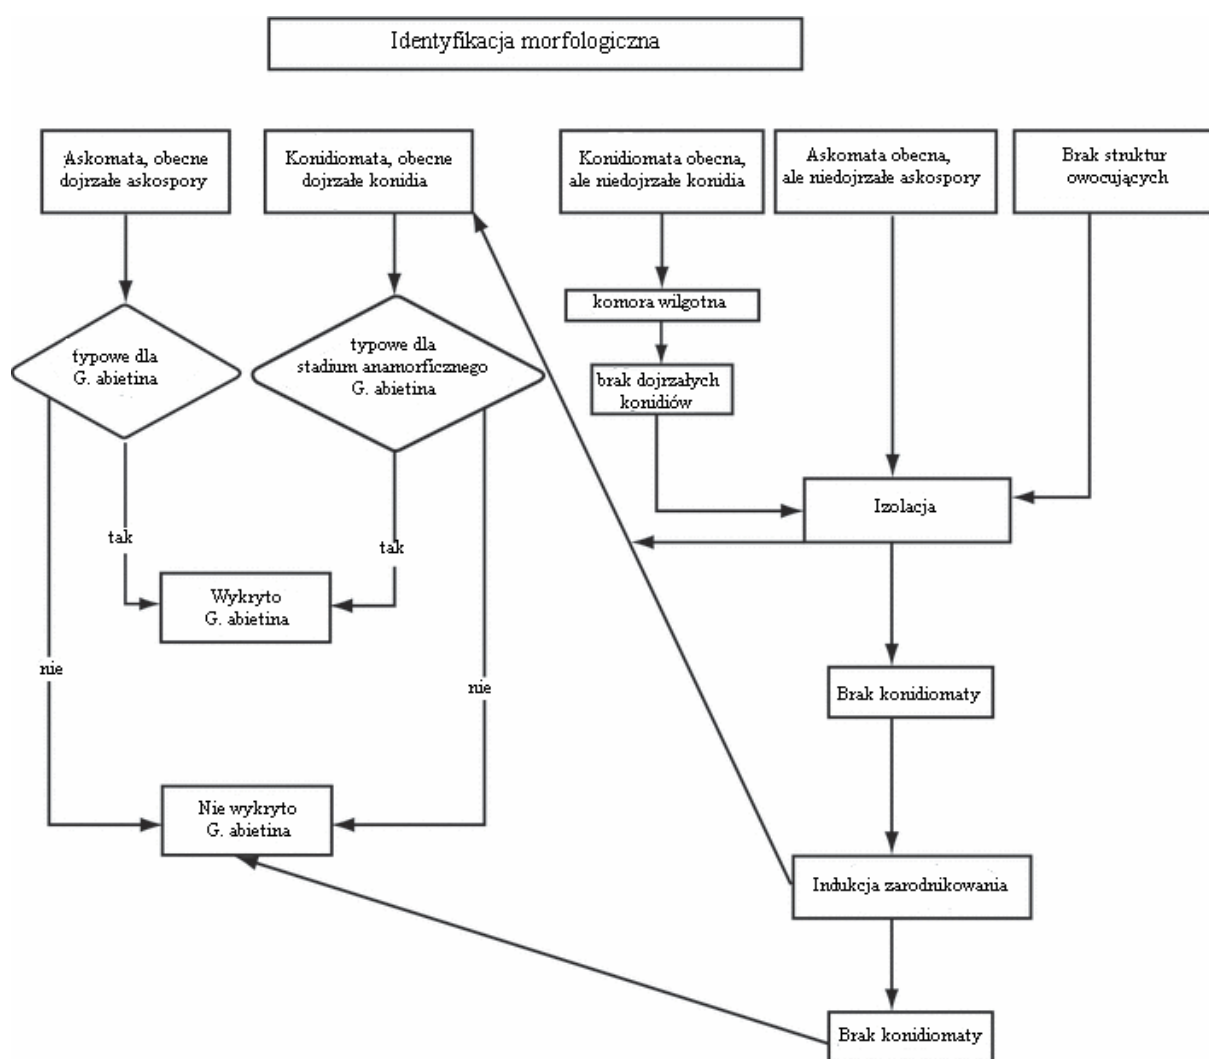 Identyfikacja morfologiczna
Askomata, obecne
dojrzałe askospory
Konidiomata, obecne
dojrzałe konidia
Konidiomata obecna,
ale niedojrzałe konidia
Askomata obecna,
ale niedojrzałe askospory
Brak struktur
owocujących
komora wilgotna
typowe dla
G. abietina
typowe dla
stadium anamorficznego
G. abietina
brak dojrzałych
konidiów
Izolacja
tak
tak
Wykryto
G. abietina
nie
nie
Brak konidiomaty
Nie wykryto
G. abietina
Indukcja zarodnikowania
Brak konidiomaty